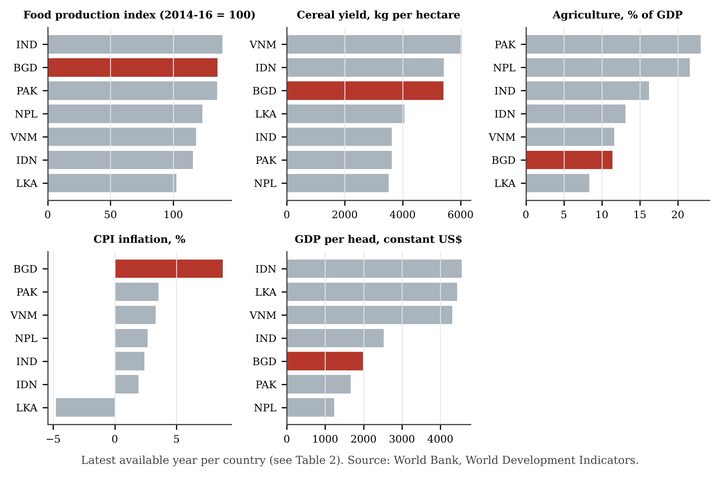 Food production index (2014-16 = 100)
IND
BGD
PAK
NPL
VNM
IDN
LKA
0 50 100
Cereal yield, kg per hectare
VNM
IDN
BGD
LKA
IND
PAK
NPL
0 2000 4000 6000
Agriculture, % of GDP
PAK
NPL
IND
IDN
VNM
BGD
LKA
0 5 10 15 20
CPI inflation, %
BGD
PAK
VNM
NPL
IND
IDN
LKA
−5 0 5
GDP per head, constant US$
IDN
LKA
VNM
IND
BGD
PAK
NPL
0 1000 2000 3000 4000
Latest available year per country (see Table 2). Source: World Bank, World Development Indicators.